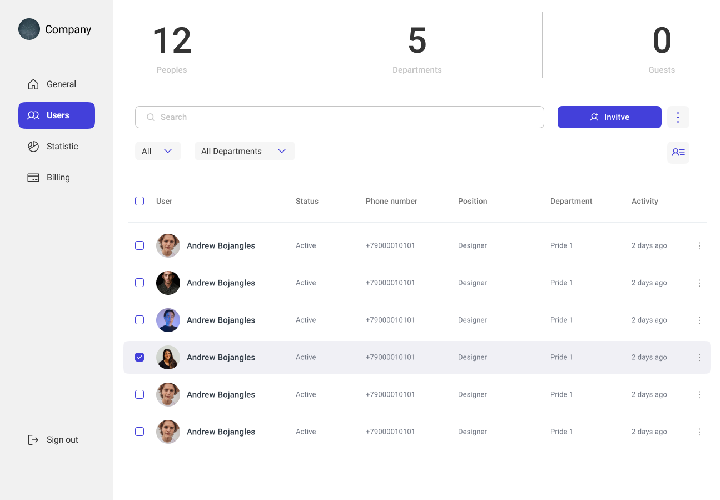 Company
General
Users
Statistic
Billing
Sign out
12 5 0
Peoples Departments Guests
Search Invitve
All All Departments
User Status Phone number Position Department Activity
Andrew Bojangles Active +79000010101 Designer Pride 1 2 days ago
Andrew Bojangles Active +79000010101 Designer Pride 1 2 days ago
Andrew Bojangles Active +79000010101 Designer Pride 1 2 days ago
Andrew Bojangles Active +79000010101 Designer Pride 1 2 days ago
Andrew Bojangles Active +79000010101 Designer Pride 1 2 days ago
Andrew Bojangles Active +79000010101 Designer Pride 1 2 days ago